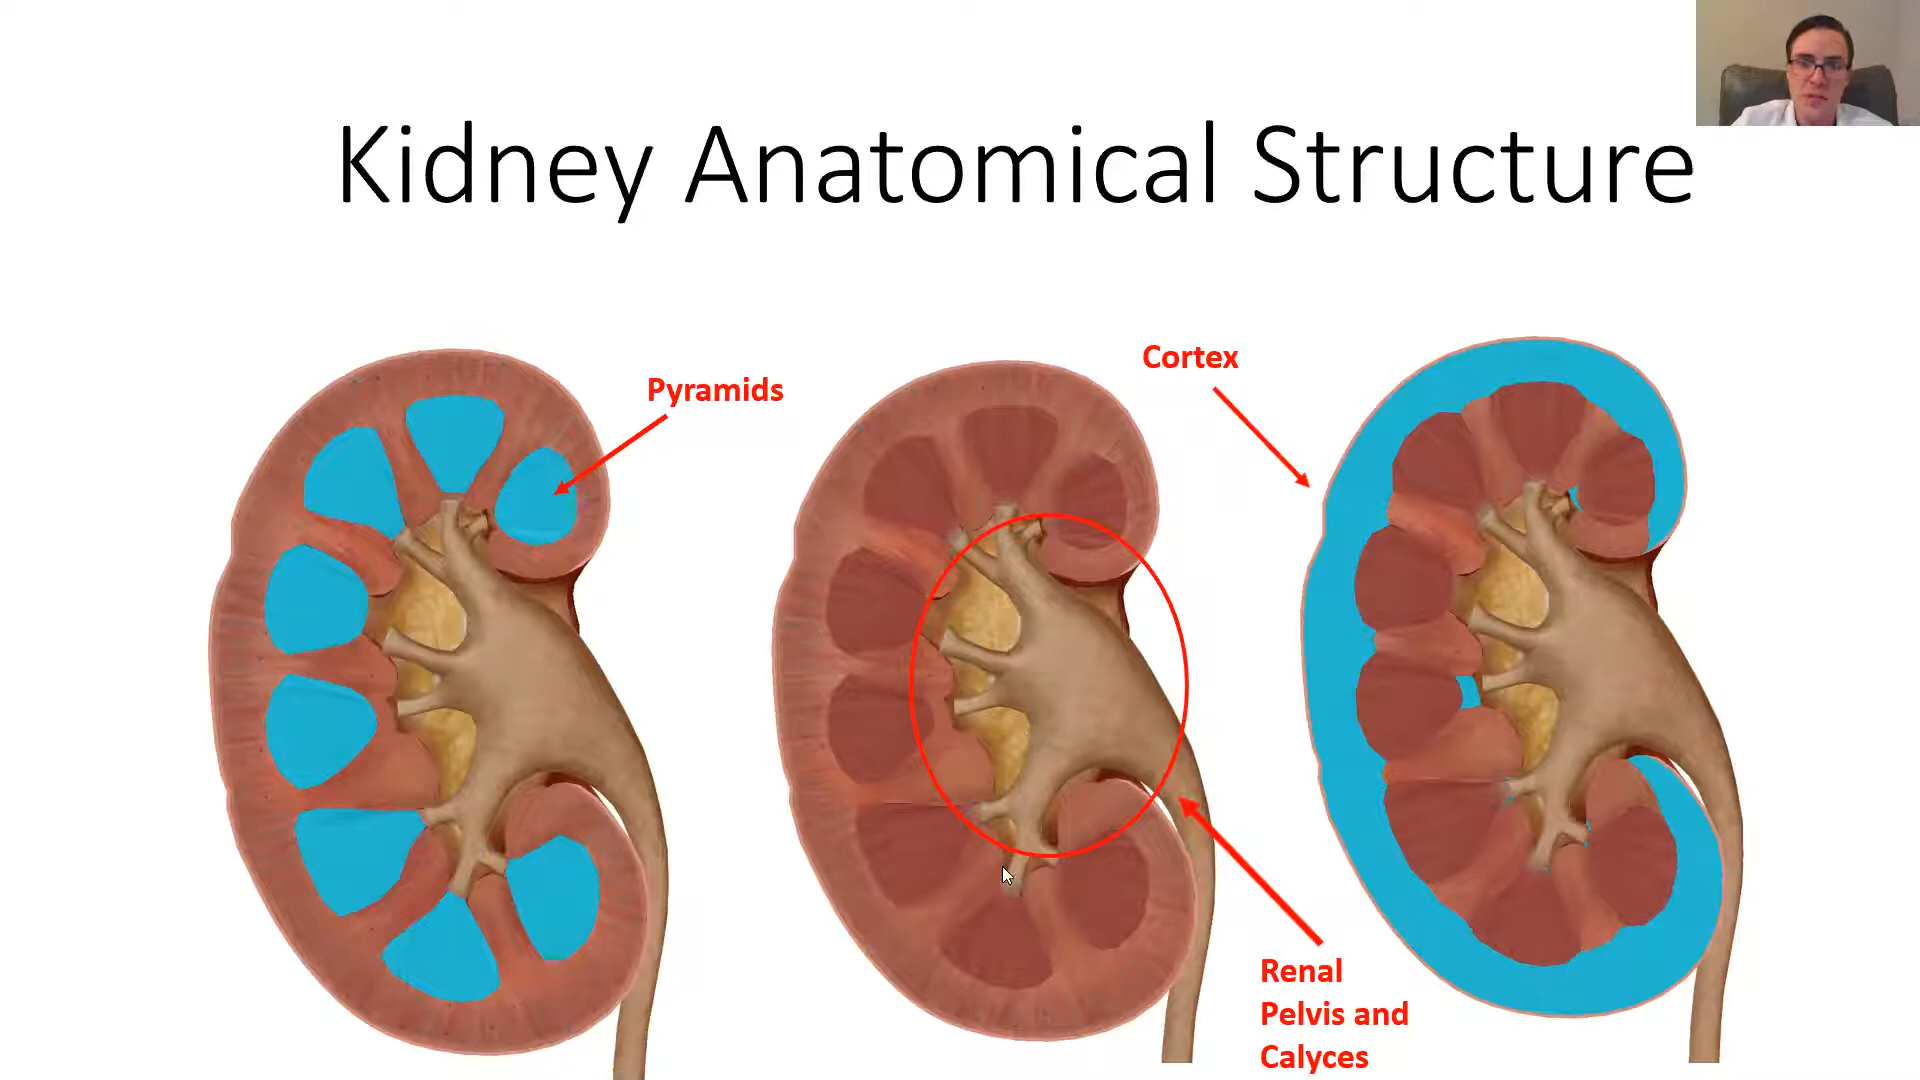 Kidney Anatomical Structure
Pyramids
Cortex
Renal
Pelvis and
Calyces